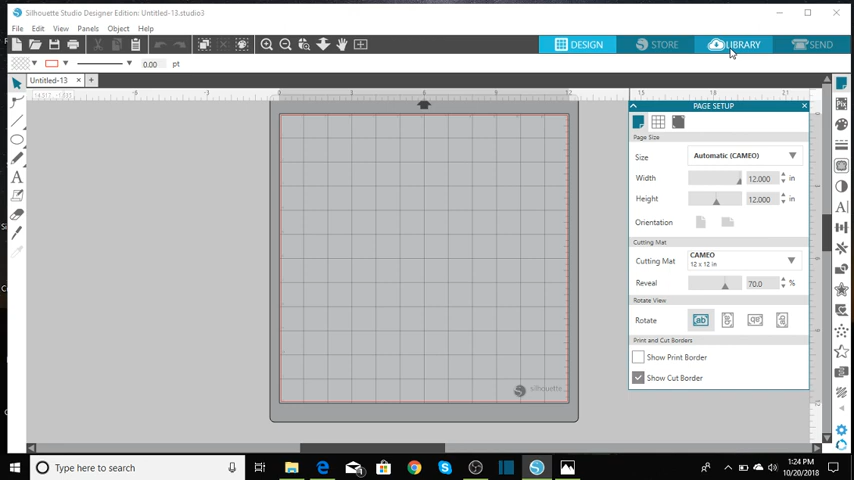 Silhouette Studio Designer Edition: Untitled-13.studio3
File Edit View Panels Object Help
DESIGN STORE LIBRARY SEND
0.00 pt
Untitled-13 × +
PAGE SETUP
Page Size
Size Automatic (CAMEO)
Width 12.000 in
Height 12.000 in
Orientation
Cutting Mat
Cutting Mat CAMEO
12 x 12 in
Reveal 70.0 %
Rotate View
Rotate
Print and Cut Borders
Show Print Border
Show Cut Border
silhouette
Type here to search
1:24 PM
10/20/2018